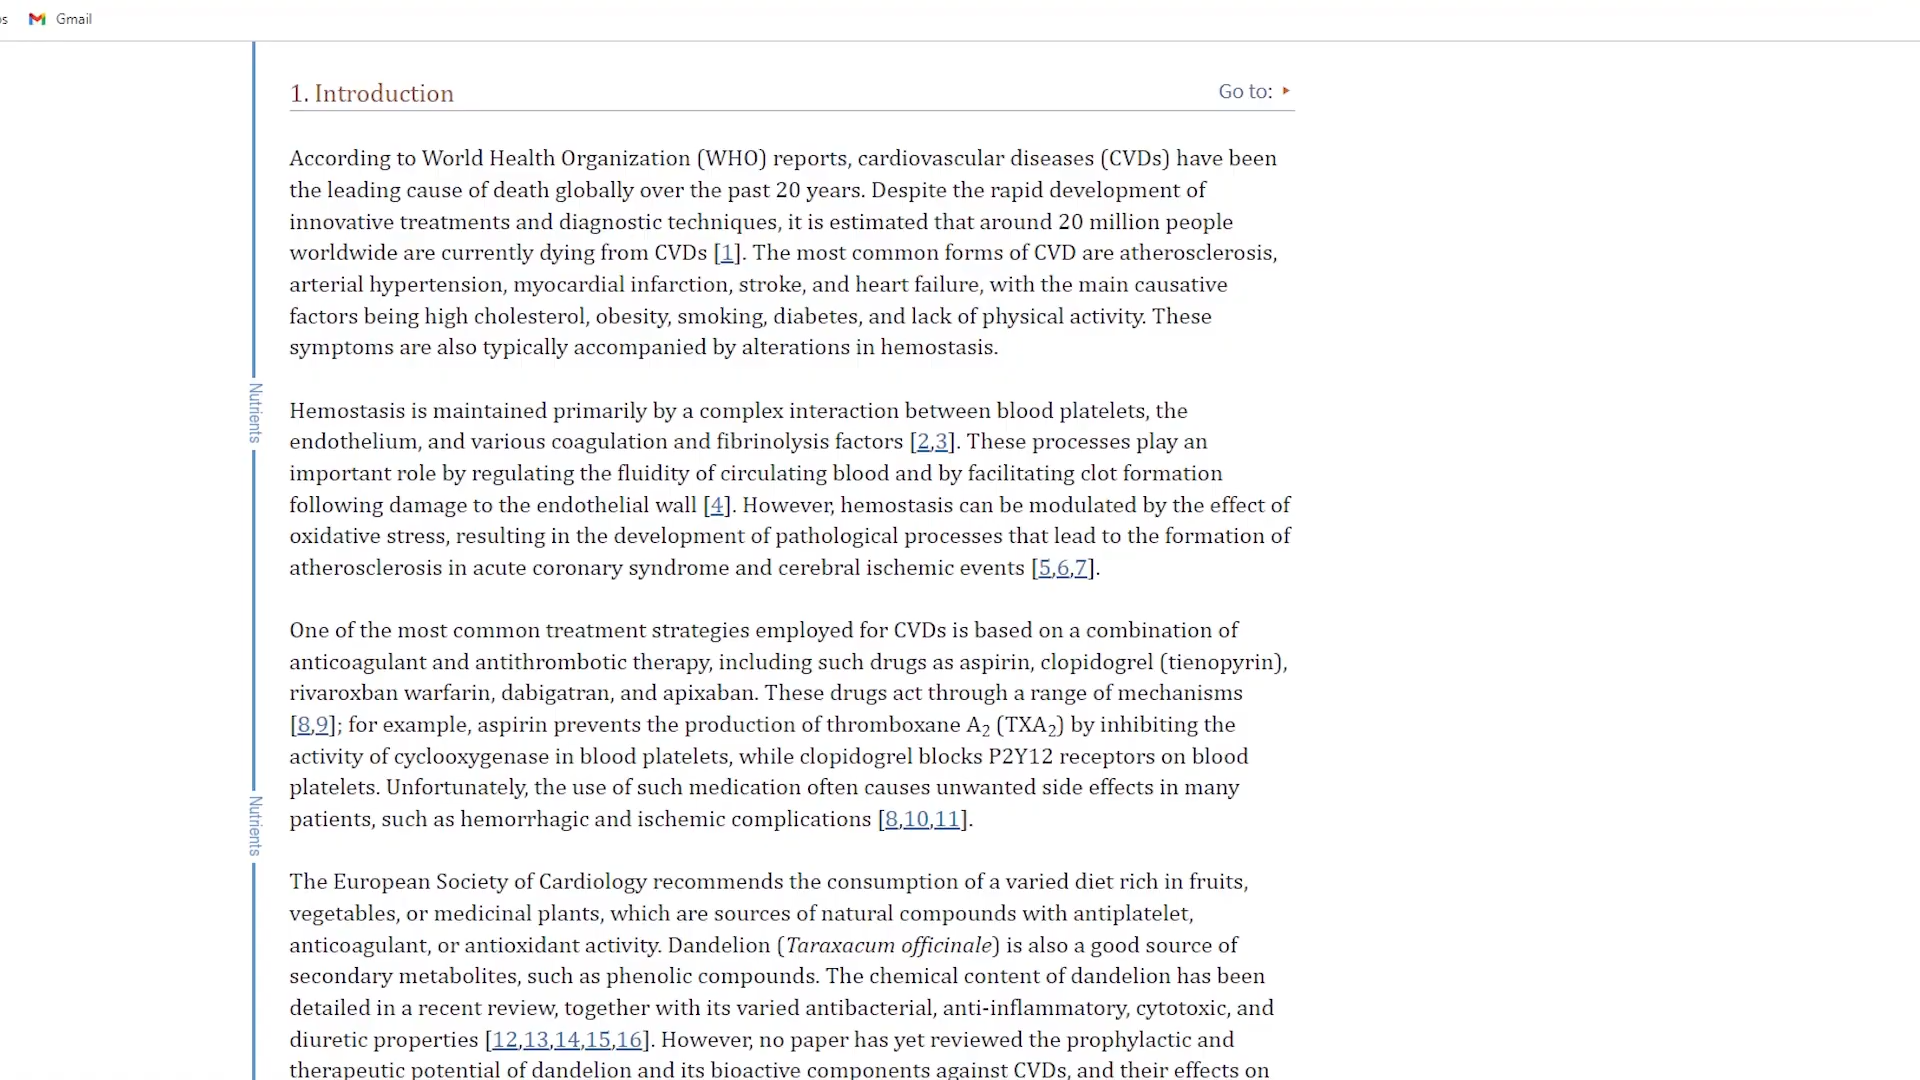 Gmail
1. Introduction
Go to:
According to World Health Organization (WHO) reports, cardiovascular diseases (CVDs) have been
the leading cause of death globally over the past 20 years. Despite the rapid development of
innovative treatments and diagnostic techniques, it is estimated that around 20 million people
worldwide are currently dying from CVDs [1]. The most common forms of CVD are atherosclerosis,
arterial hypertension, myocardial infarction, stroke, and heart failure, with the main causative
factors being high cholesterol, obesity, smoking, diabetes, and lack of physical activity. These
symptoms are also typically accompanied by alterations in hemostasis.
Nutrients
Hemostasis is maintained primarily by a complex interaction between blood platelets, the
endothelium, and various coagulation and fibrinolysis factors [2,3]. These processes play an
important role by regulating the fluidity of circulating blood and by facilitating clot formation
following damage to the endothelial wall [4]. However, hemostasis can be modulated by the effect of
oxidative stress, resulting in the development of pathological processes that lead to the formation of
atherosclerosis in acute coronary syndrome and cerebral ischemic events [5,6,7].
One of the most common treatment strategies employed for CVDs is based on a combination of
anticoagulant and antithrombotic therapy, including such drugs as aspirin, clopidogrel (tienopyrin),
rivaroxban warfarin, dabigatran, and apixaban. These drugs act through a range of mechanisms
[8,9]; for example, aspirin prevents the production of thromboxane A2 (TXA2) by inhibiting the
activity of cyclooxygenase in blood platelets, while clopidogrel blocks P2Y12 receptors on blood
platelets. Unfortunately, the use of such medication often causes unwanted side effects in many
patients, such as hemorrhagic and ischemic complications [8,10,11].
Nutrients
The European Society of Cardiology recommends the consumption of a varied diet rich in fruits,
vegetables, or medicinal plants, which are sources of natural compounds with antiplatelet,
anticoagulant, or antioxidant activity. Dandelion (Taraxacum officinale) is also a good source of
secondary metabolites, such as phenolic compounds. The chemical content of dandelion has been
detailed in a recent review, together with its varied antibacterial, anti-inflammatory, cytotoxic, and
diuretic properties [12,13,14,15,16]. However, no paper has yet reviewed the prophylactic and
therapeutic potential of dandelion and its bioactive components against CVDs, and their effects on